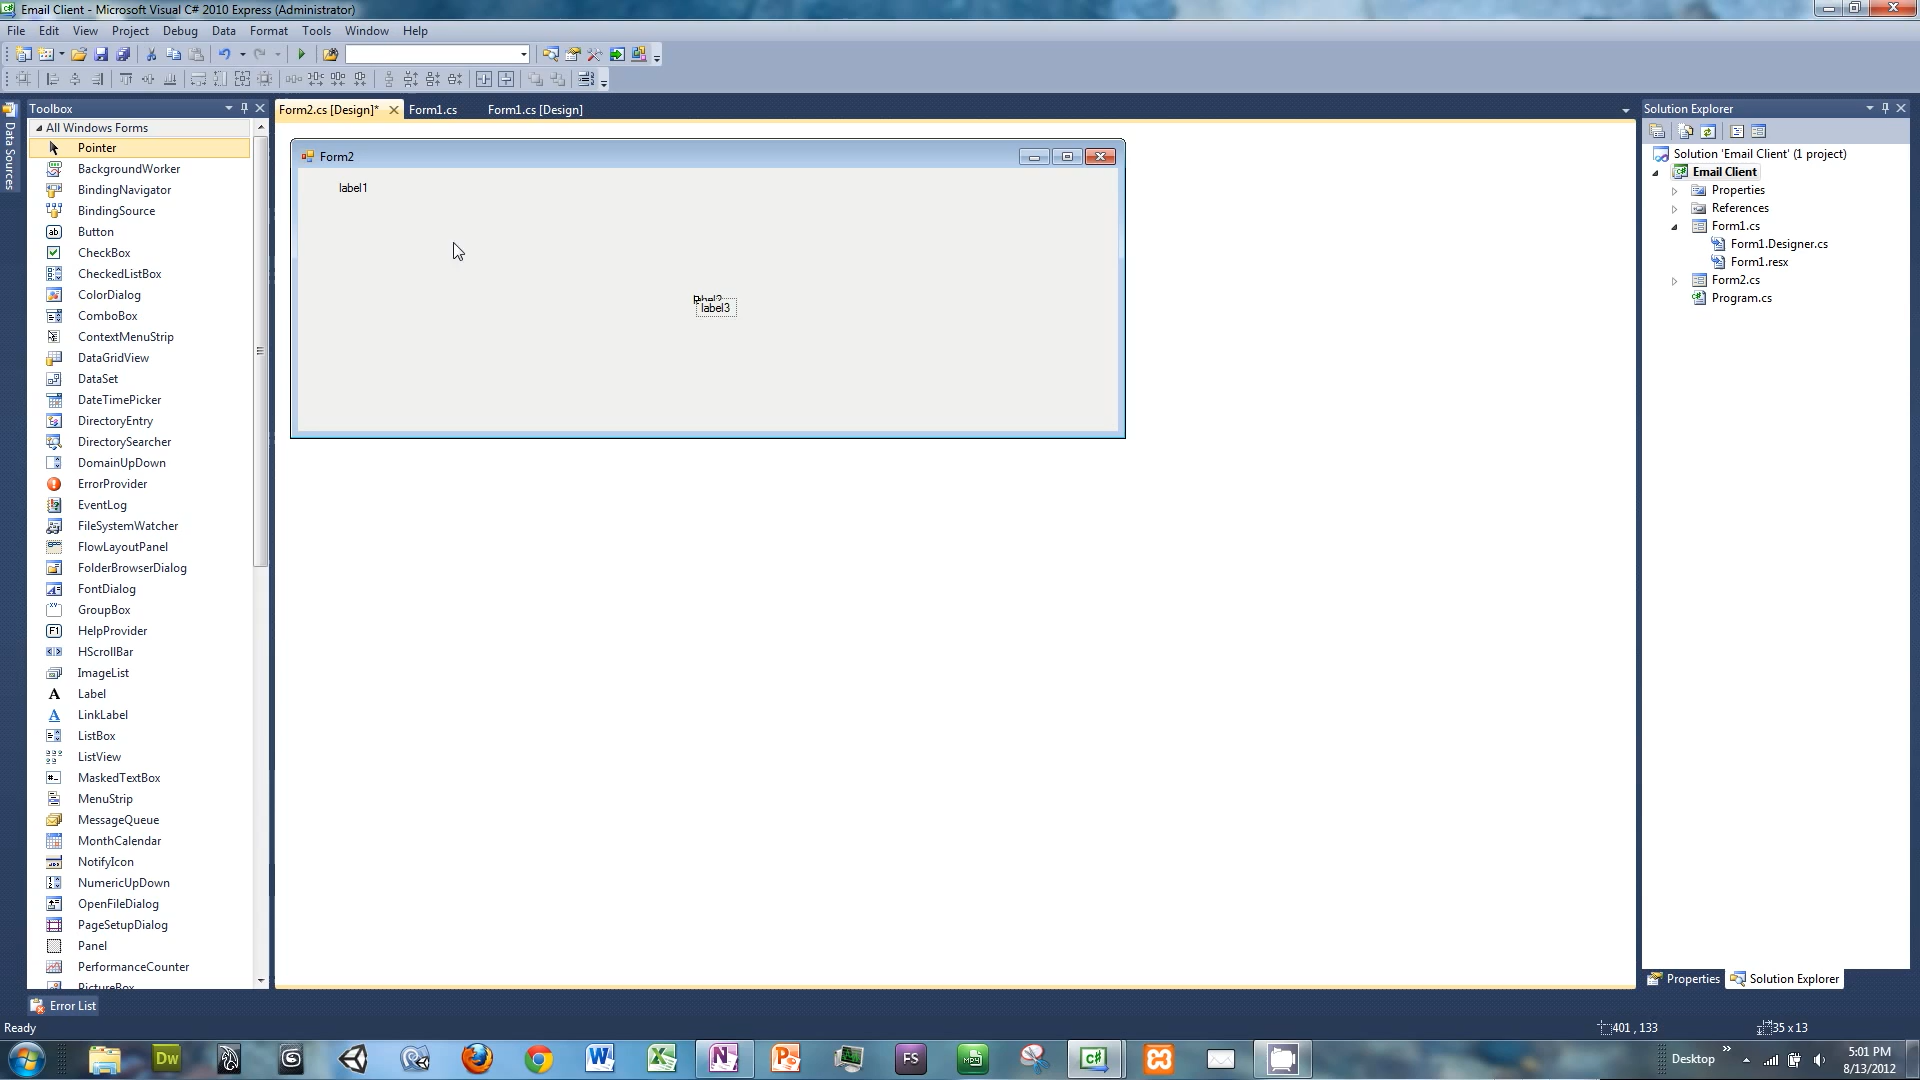 Email Client - Microsoft Visual C# 2010 Express (Administrator)
File Edit View Project Debug Data Format Tools Window Help
Data Sources
Toolbox
All Windows Forms
Pointer
BackgroundWorker
BindingNavigator
BindingSource
Button
CheckBox
CheckedListBox
ColorDialog
ComboBox
ContextMenuStrip
DataGridView
DataSet
DateTimePicker
DirectoryEntry
DirectorySearcher
DomainUpDown
ErrorProvider
EventLog
FileSystemWatcher
FlowLayoutPanel
FolderBrowserDialog
FontDialog
GroupBox
HelpProvider
HScrollBar
ImageList
Label
LinkLabel
ListBox
ListView
MaskedTextBox
MenuStrip
MessageQueue
MonthCalendar
NotifyIcon
NumericUpDown
OpenFileDialog
PageSetupDialog
Panel
PerformanceCounter
PictureBox
Form2.cs [Design]* Form1.cs Form1.cs [Design]
Form2
label1
label3
Solution Explorer
Solution 'Email Client' (1 project)
Email Client
Properties
References
Form1.cs
Form1.Designer.cs
Form1.resx
Form2.cs
Program.cs
Properties Solution Explorer
Error List
Ready 401 , 133 35 x 13
Dw FS MP4 C#
Desktop » 5:01 PM
8/13/2012